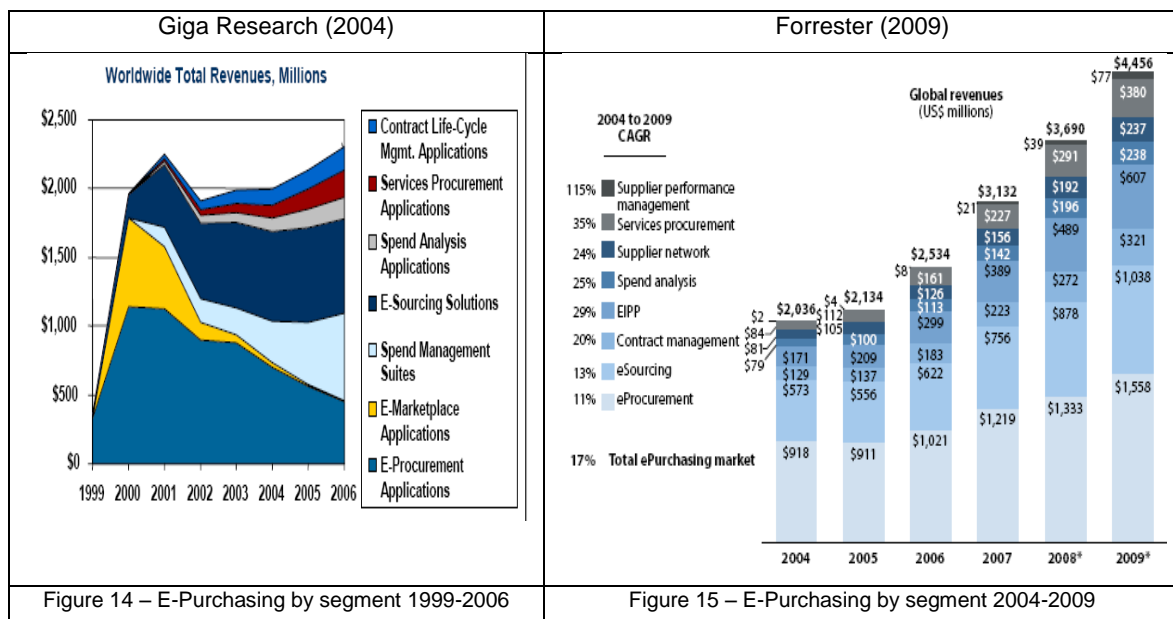 Giga Research (2004)
Worldwide Total Revenues, Millions
$2,500
$2,000
$1,500
$1,000
$500
$0
1999 2000 2001 2002 2003 2004 2005 2006
Contract Life-Cycle
Mgmt. Applications
Services Procurement
Applications
Spend Analysis
Applications
E-Sourcing Solutions
Spend Management
Suites
E-Marketplace
Applications
E-Procurement
Applications
Figure 14 – E-Purchasing by segment 1999-2006
Forrester (2009)
Global revenues
(US$ millions)
2004 to 2009
CAGR
115% Supplier performance
management
35% Services procurement
24% Supplier network
25% Spend analysis
29% EIPP
20% Contract management
13% eSourcing
11% eProcurement
17% Total ePurchasing market
$2,036
$2
$84
$81
$79
$171
$129
$573
$918
2004
$2,134
$4
$112
$105
$100
$209
$137
$556
$911
2005
$2,534
$8
$161
$126
$113
$299
$183
$622
$1,021
2006
$3,132
$21
$227
$156
$142
$389
$223
$756
$1,219
2007
$3,690
$39
$291
$192
$196
$489
$272
$878
$1,333
2008*
$4,456
$77
$380
$237
$238
$607
$321
$1,038
$1,558
2009*
Figure 15 – E-Purchasing by segment 2004-2009